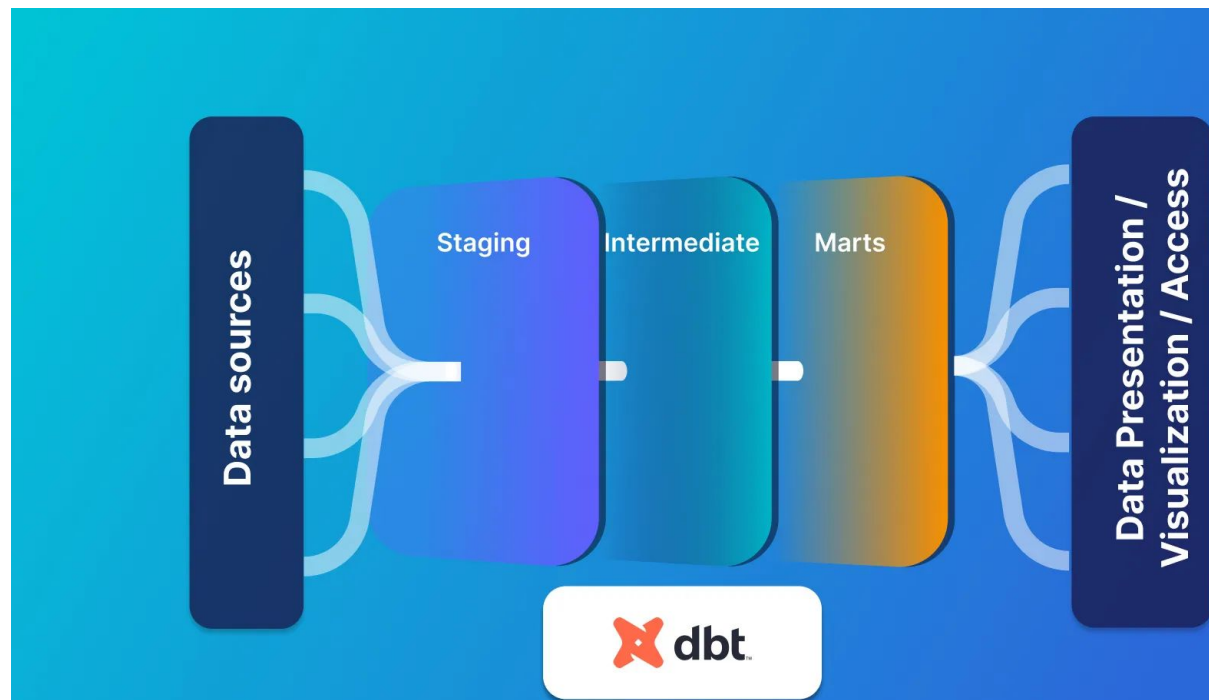 Data sources
Staging
Intermediate
Marts
Data Presentation /
Visualization / Access
dbt